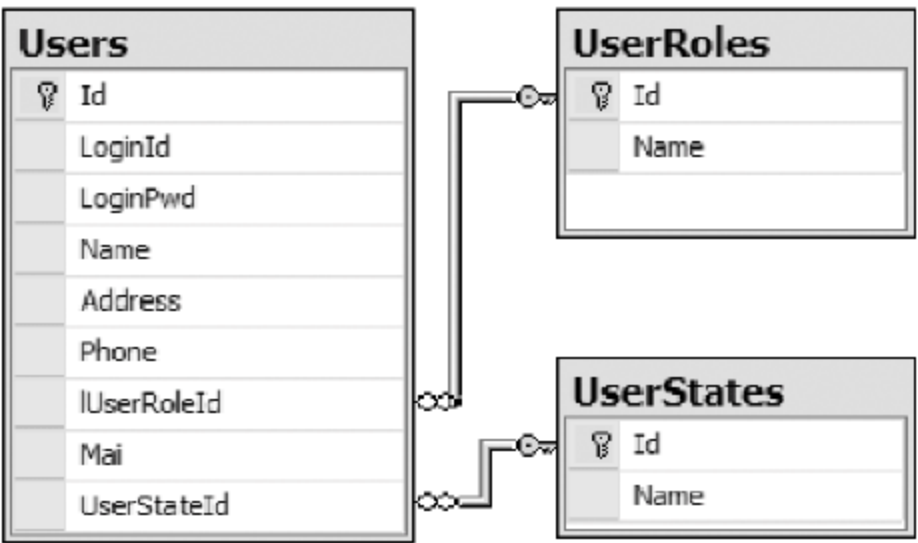 Users
Id
LoginId
LoginPwd
Name
Address
Phone
lUserRoleId
Mai
UserStateId
UserRoles
Id
Name
UserStates
Id
Name